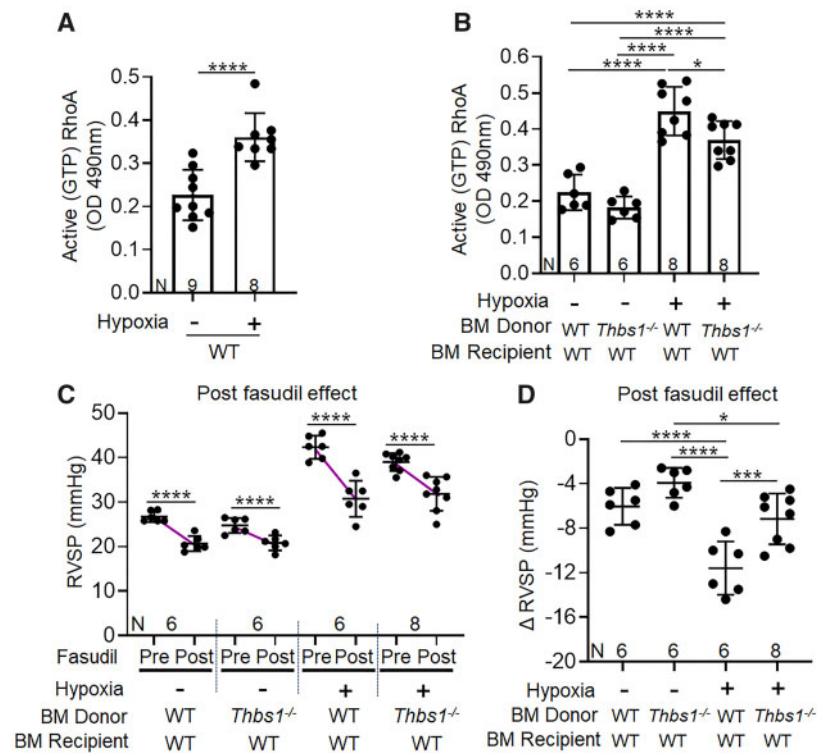 A
****
Active (GTP) RhoA
(OD 490nm)
0.5
0.4
0.3
0.2
0.1
0.0
N 9 8
Hypoxia - +
WT
B
****
****
****
**** *
Active (GTP) RhoA
(OD 490nm)
0.6
0.5
0.4
0.3
0.2
0.1
0.0
N 6 6 8 8
Hypoxia - - + +
BM Donor WT Thbs1-/- WT Thbs1-/-
BM Recipient WT WT WT WT
C
Post fasudil effect
**** **** **** ****
RVSP (mmHg)
50
40
30
20
10
0
N 6 6 6 8
Fasudil Pre Post Pre Post Pre Post Pre Post
Hypoxia - - + +
BM Donor WT Thbs1-/- WT Thbs1-/-
BM Recipient WT WT WT WT
D
Post fasudil effect
*
****
****
***
Δ RVSP (mmHg)
0
-4
-8
-12
-16
-20
N 6 6 6 8
Hypoxia - - + +
BM Donor WT Thbs1-/- WT Thbs1-/-
BM Recipient WT WT WT WT